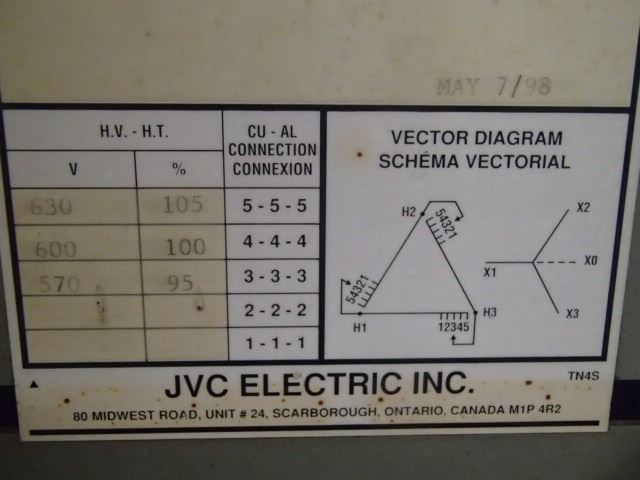 MAY 7/98
H.V. - H.T.
V
%
CU - AL
CONNECTION
CONNEXION
630 105 5 - 5 - 5
600 100 4 - 4 - 4
570 95 3 - 3 - 3
2 - 2 - 2
1 - 1 - 1
VECTOR DIAGRAM
SCHÉMA VECTORIAL
H2
54321
54321
H1
12345
H3
X2
X1
X0
X3
TN4S
JVC ELECTRIC INC.
80 MIDWEST ROAD, UNIT # 24, SCARBOROUGH, ONTARIO, CANADA M1P 4R2